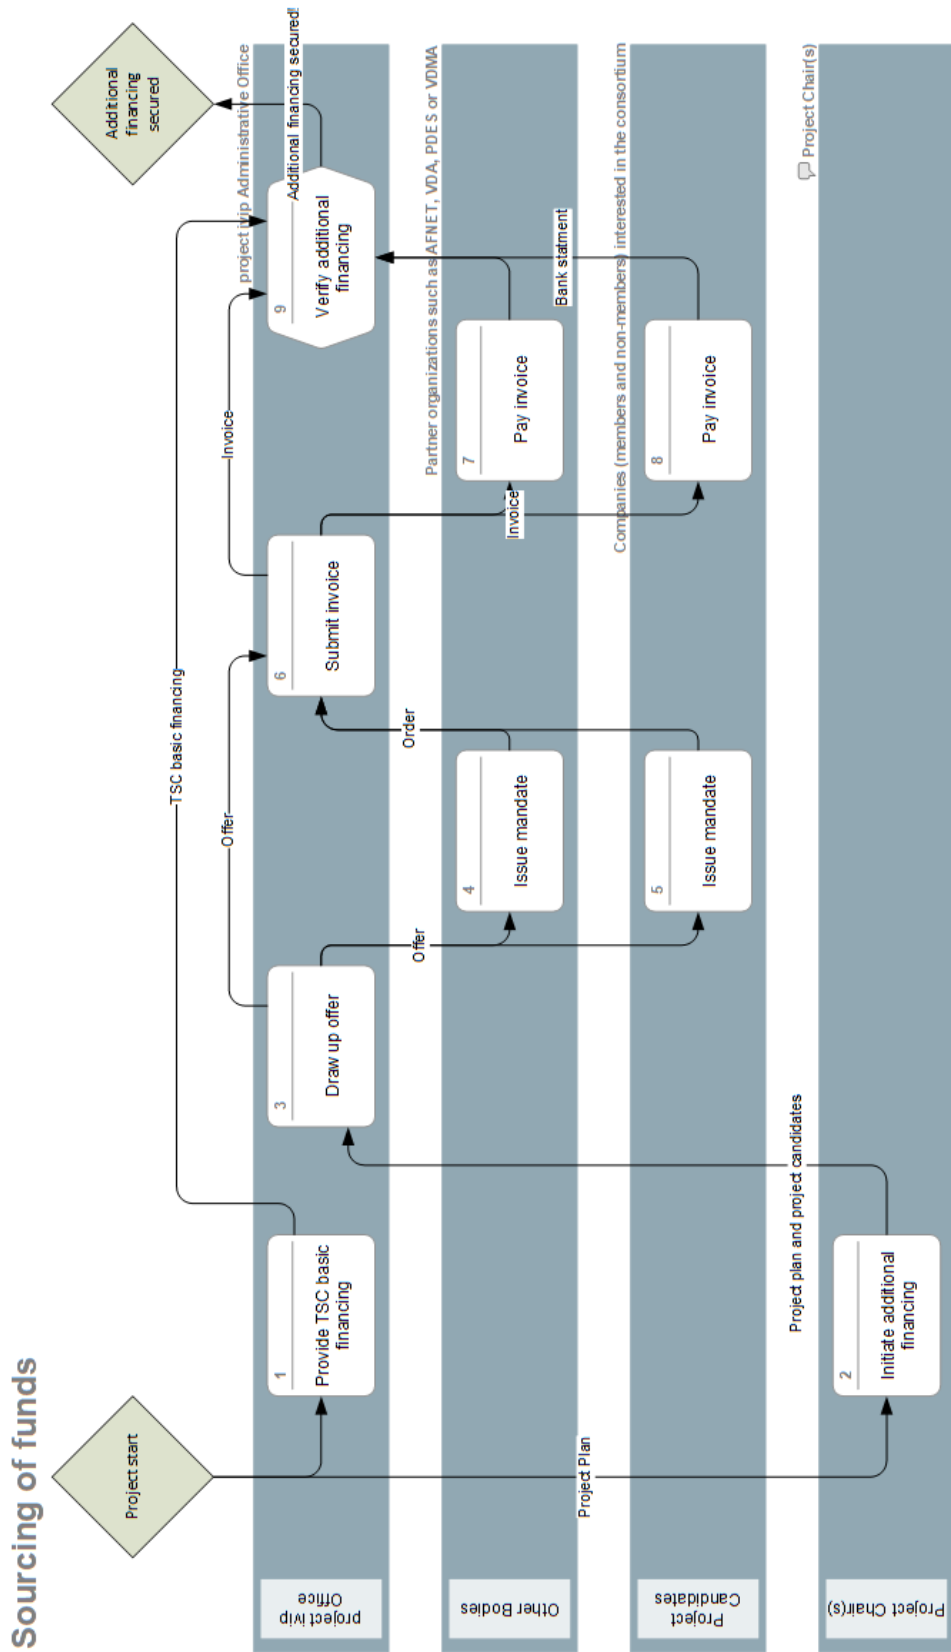 Sourcing of funds
Project start
Additional
financing
secured
TSC basic financing
Offer
Invoice
project ivip Administrative Office
Additional financing secured!
project ivip
Office
1
Provide TSC basic
financing
3
Draw up offer
6
Submit invoice
9
Verify additional
financing
Offer
Order
Partner organizations such as AFNET, VDA, PDES or VDMA
Other Bodies
4
Issue mandate
Invoice
7
Pay invoice
Bank statment
Project Plan
Companies (members and non-members) interested in the consortium
Project
Candidates
5
Issue mandate
8
Pay invoice
Project plan and project candidates
Project Chair(s)
Project Chair(s)
2
Initiate additional
financing